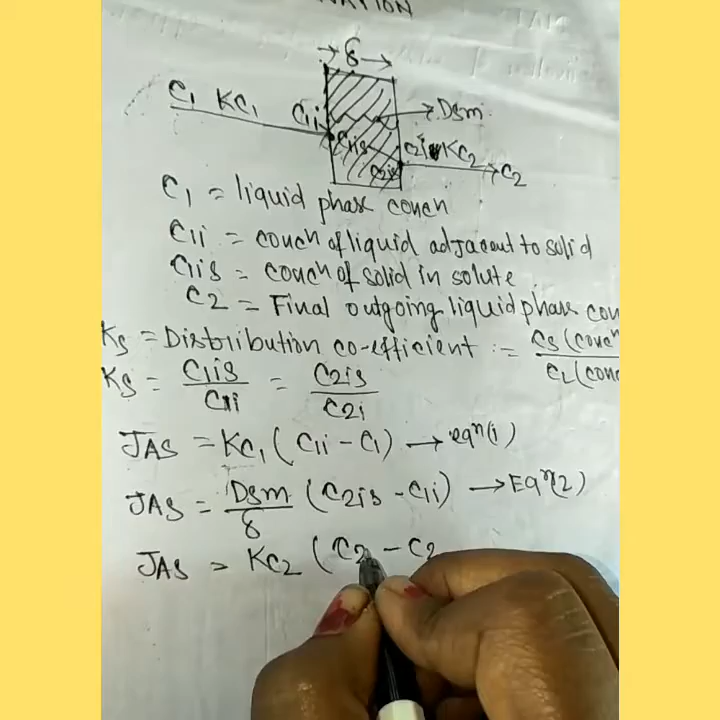 → δ →
C1 KC1 C1i → Dsm
C1is C2i KC2 → C2
C2is
C1 = liquid phase concn
C1i = concn of liquid adjacent to solid
C1is = concn of solid in solute
C2 = Final outgoing liquid phase con
Ks = Distribution co-efficient := Cs (concn / CL (conc
Ks = C1is / C1i = C2is / C2i
JAS = KC1 (C1i - C1) → eqn(1)
JAS = Dsm / δ (C2is - C1i) → Eqn(2)
JAS = KC2 (C2 - C2